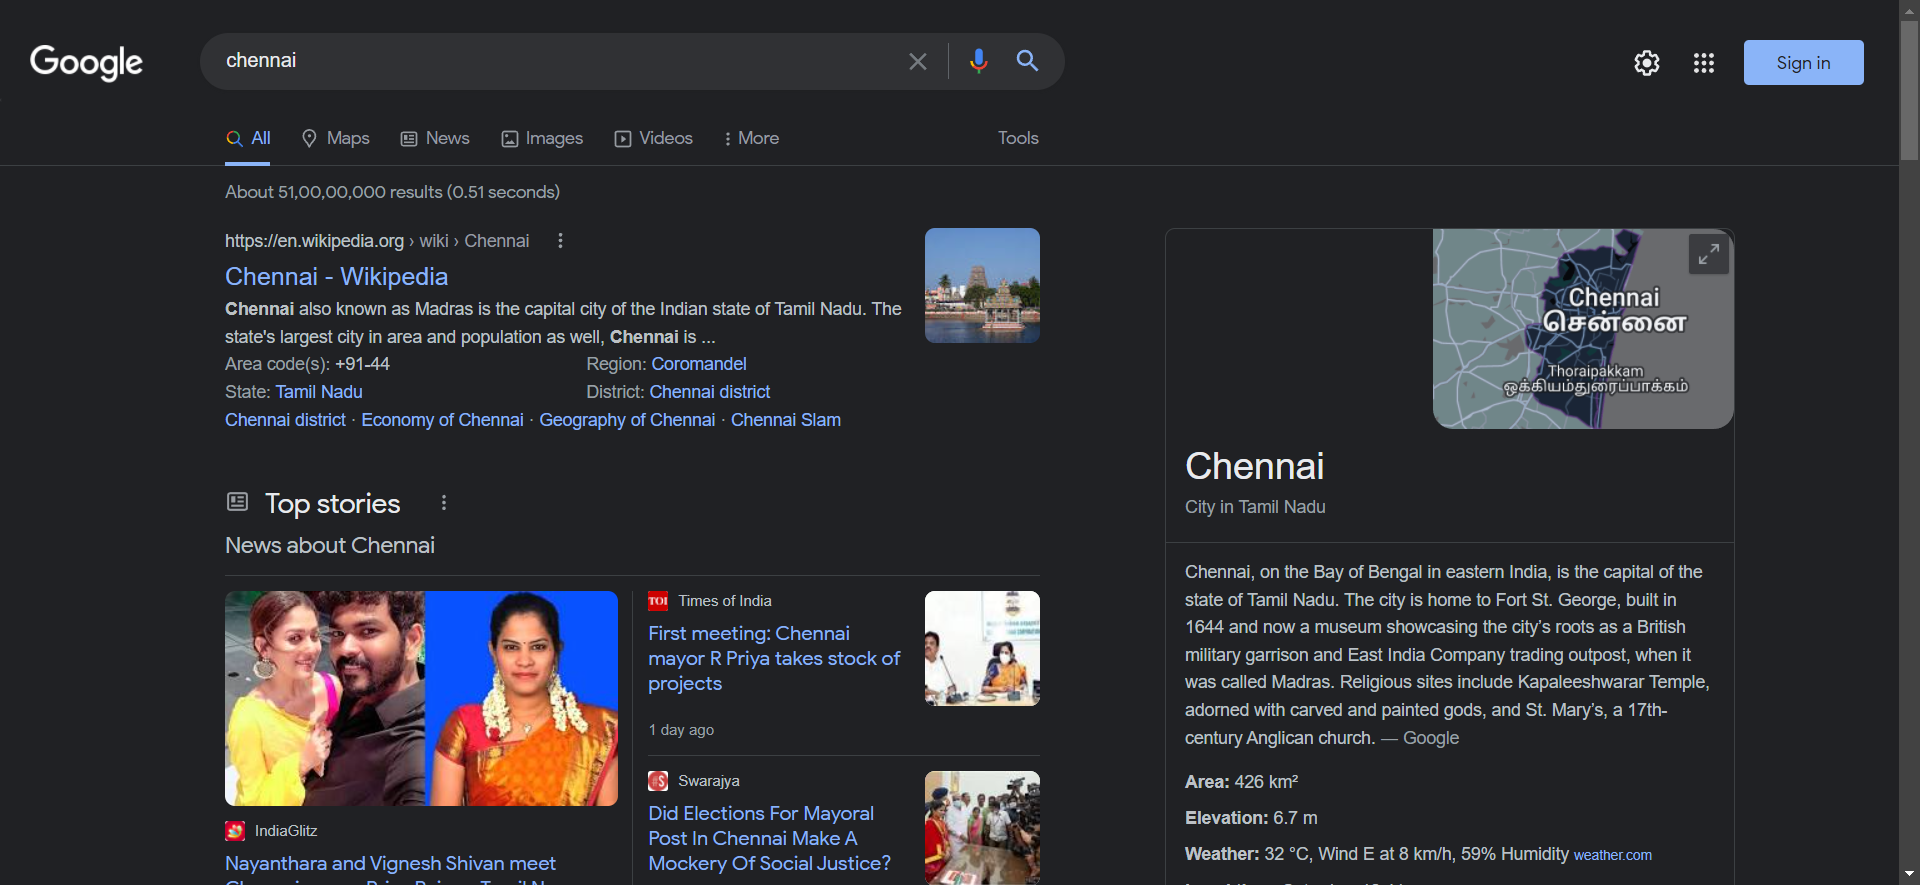 Google
chennai
Sign in
All
Maps
News
Images
Videos
More
Tools
About 51,00,00,000 results (0.51 seconds)
https://en.wikipedia.org › wiki › Chennai
Chennai - Wikipedia
Chennai also known as Madras is the capital city of the Indian state of Tamil Nadu. The
state's largest city in area and population as well, Chennai is ...
Area code(s): +91-44
Region: Coromandel
State: Tamil Nadu
District: Chennai district
Chennai district · Economy of Chennai · Geography of Chennai · Chennai Slam
Top stories
News about Chennai
IndiaGlitz
Nayanthara and Vignesh Shivan meet
TOI
Times of India
First meeting: Chennai
mayor R Priya takes stock of
projects
1 day ago
Swarajya
Did Elections For Mayoral
Post In Chennai Make A
Mockery Of Social Justice?
Chennai
சென்னை
Thoraipakkam
ஒக்கியம்துரைப்பாக்கம்
Chennai
City in Tamil Nadu
Chennai, on the Bay of Bengal in eastern India, is the capital of the
state of Tamil Nadu. The city is home to Fort St. George, built in
1644 and now a museum showcasing the city's roots as a British
military garrison and East India Company trading outpost, when it
was called Madras. Religious sites include Kapaleeshwarar Temple,
adorned with carved and painted gods, and St. Mary's, a 17th-
century Anglican church. — Google
Area: 426 km²
Elevation: 6.7 m
Weather: 32 °C, Wind E at 8 km/h, 59% Humidity weather.com